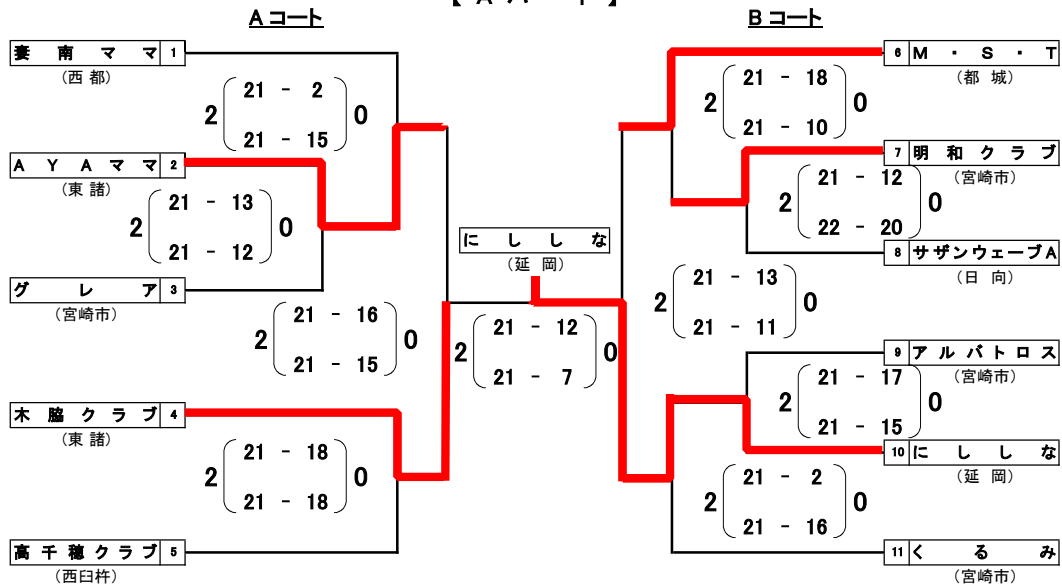 Aコート
Bコート
妻南ママ 1
(西都)
2 21 - 2 0
21 - 15
AYAママ 2
(東諸)
2 21 - 13 0
21 - 12
グレア 3
(宮崎市)
2 21 - 16 0
21 - 15
木脇クラブ 4
(東諸)
2 21 - 18 0
21 - 18
高千穂クラブ 5
(西臼杵)
にししな
(延岡)
2 21 - 12 0
21 - 7
6 M・S・T
(都城)
2 21 - 18 0
21 - 10
7 明和クラブ
(宮崎市)
2 21 - 12 0
22 - 20
8 サザンウェーブA
(日向)
2 21 - 13 0
21 - 11
9 アルバトロス
(宮崎市)
2 21 - 17 0
21 - 15
10 にししな
(延岡)
2 21 - 2 0
21 - 16
11 くるみ
(宮崎市)